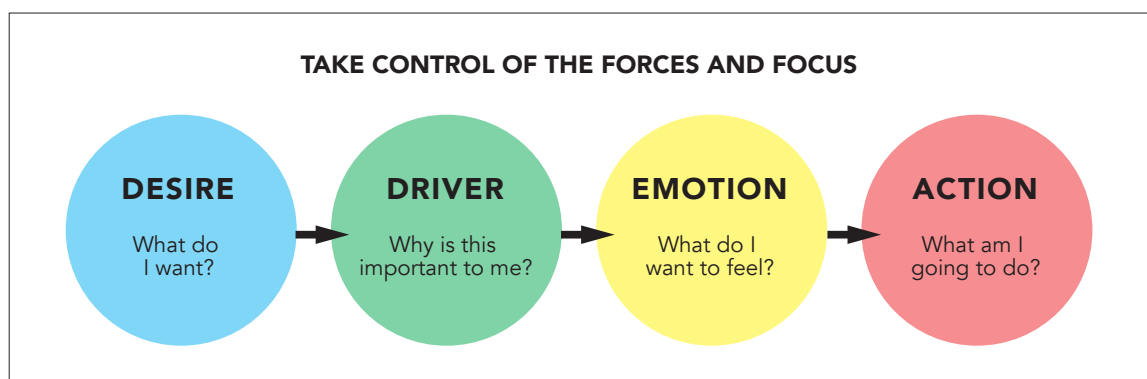 TAKE CONTROL OF THE FORCES AND FOCUS
DESIRE
What do
I want?
DRIVER
Why is this
important to me?
EMOTION
What do I
want to feel?
ACTION
What am I
going to do?